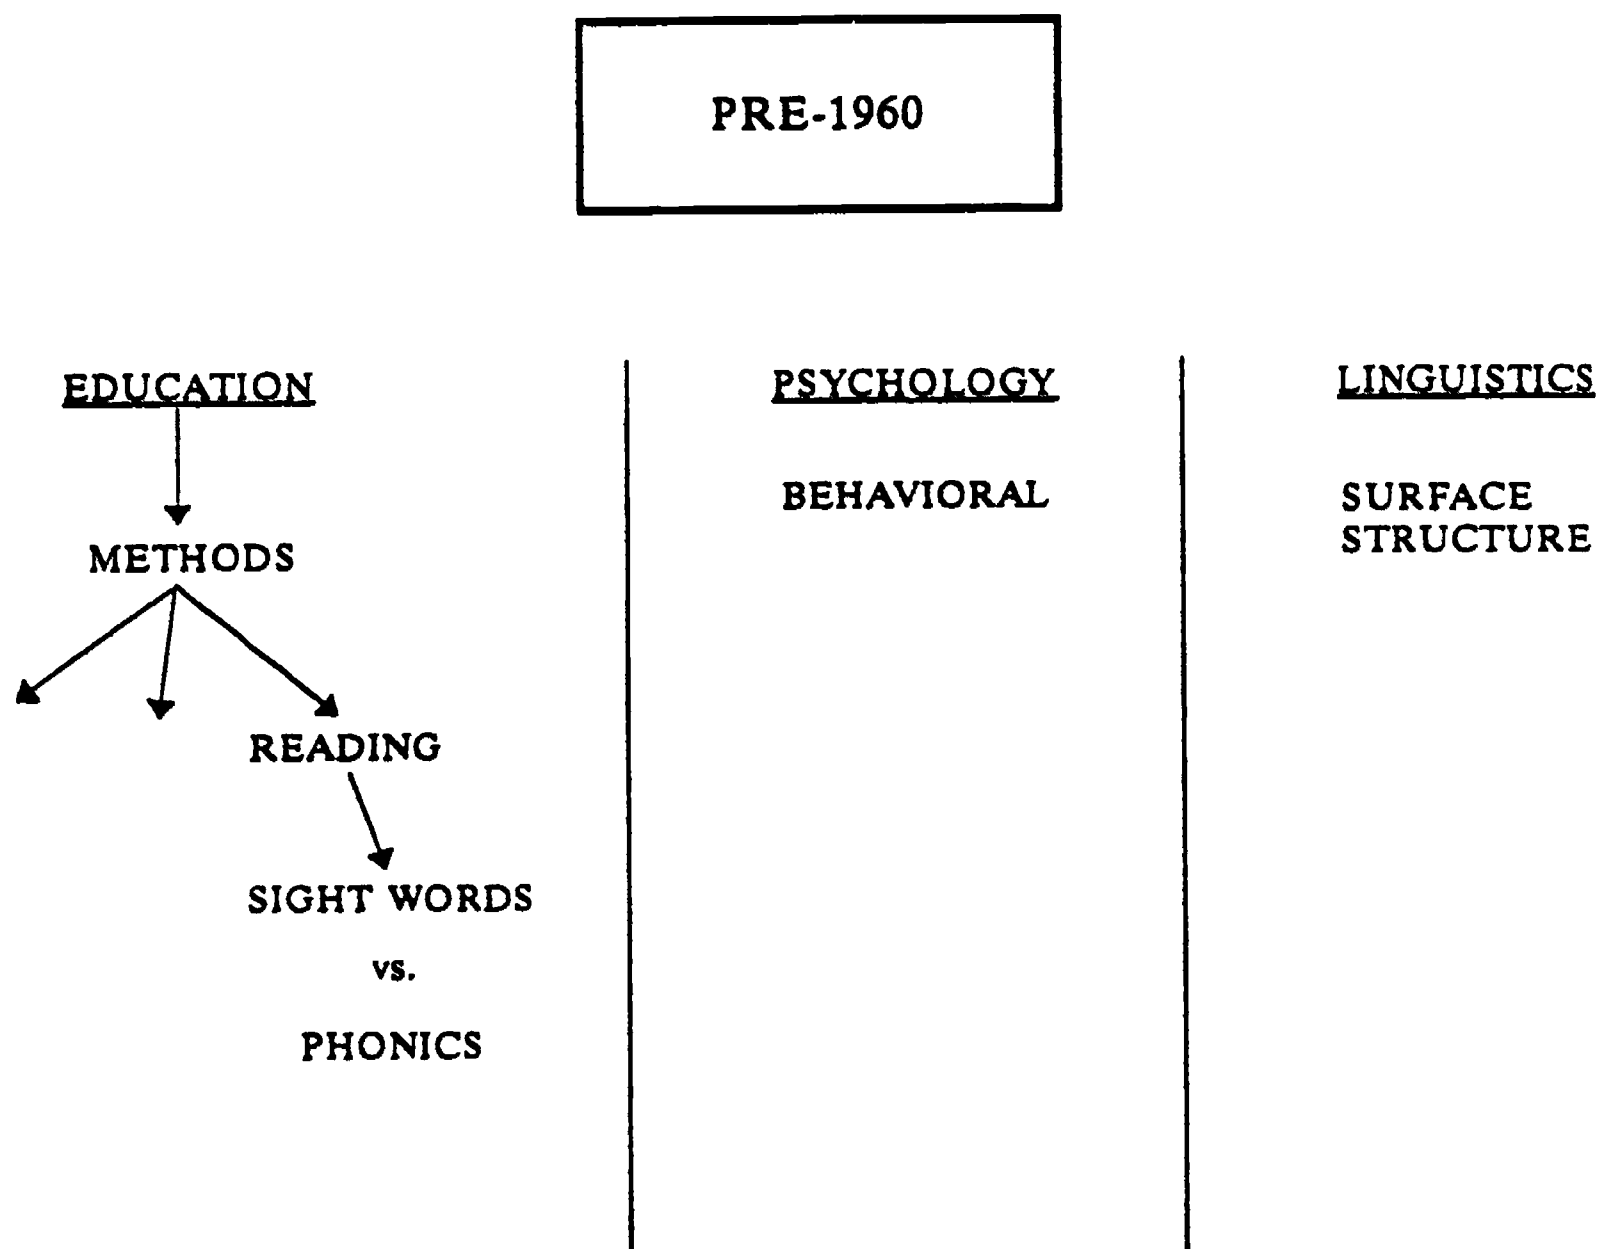 PRE-1960
EDUCATION
METHODS
READING
SIGHT WORDS
vs.
PHONICS
PSYCHOLOGY
BEHAVIORAL
LINGUISTICS
SURFACE
STRUCTURE